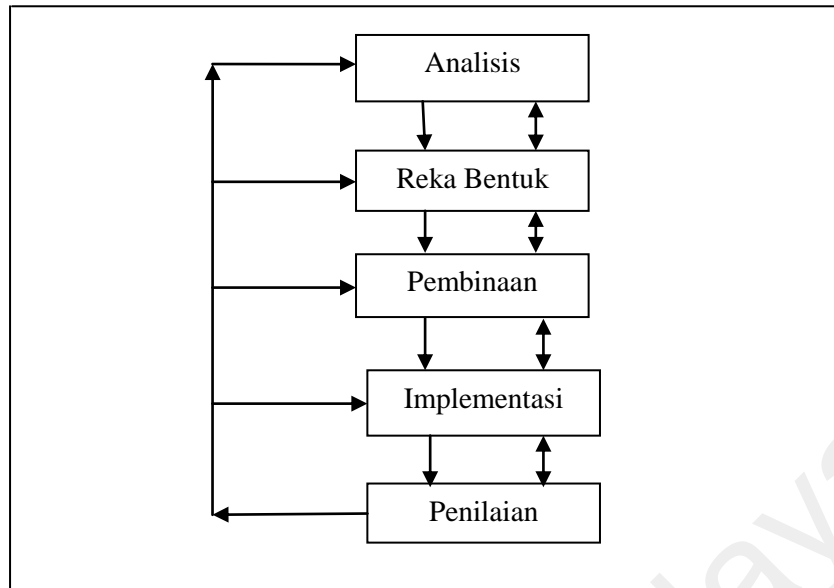 Analisis
Reka Bentuk
Pembinaan
Implementasi
Penilaian